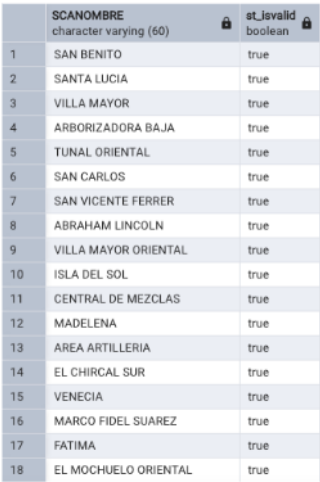 SCANOMBRE st_isvalid
character varying (60) boolean
1 SAN BENITO true
2 SANTA LUCIA true
3 VILLA MAYOR true
4 ARBORIZADORA BAJA true
5 TUNAL ORIENTAL true
6 SAN CARLOS true
7 SAN VICENTE FERRER true
8 ABRAHAM LINCOLN true
9 VILLA MAYOR ORIENTAL true
10 ISLA DEL SOL true
11 CENTRAL DE MEZCLAS true
12 MADELENA true
13 AREA ARTILLERIA true
14 EL CHIRCAL SUR true
15 VENECIA true
16 MARCO FIDEL SUAREZ true
17 FATIMA true
18 EL MOCHUELO ORIENTAL true